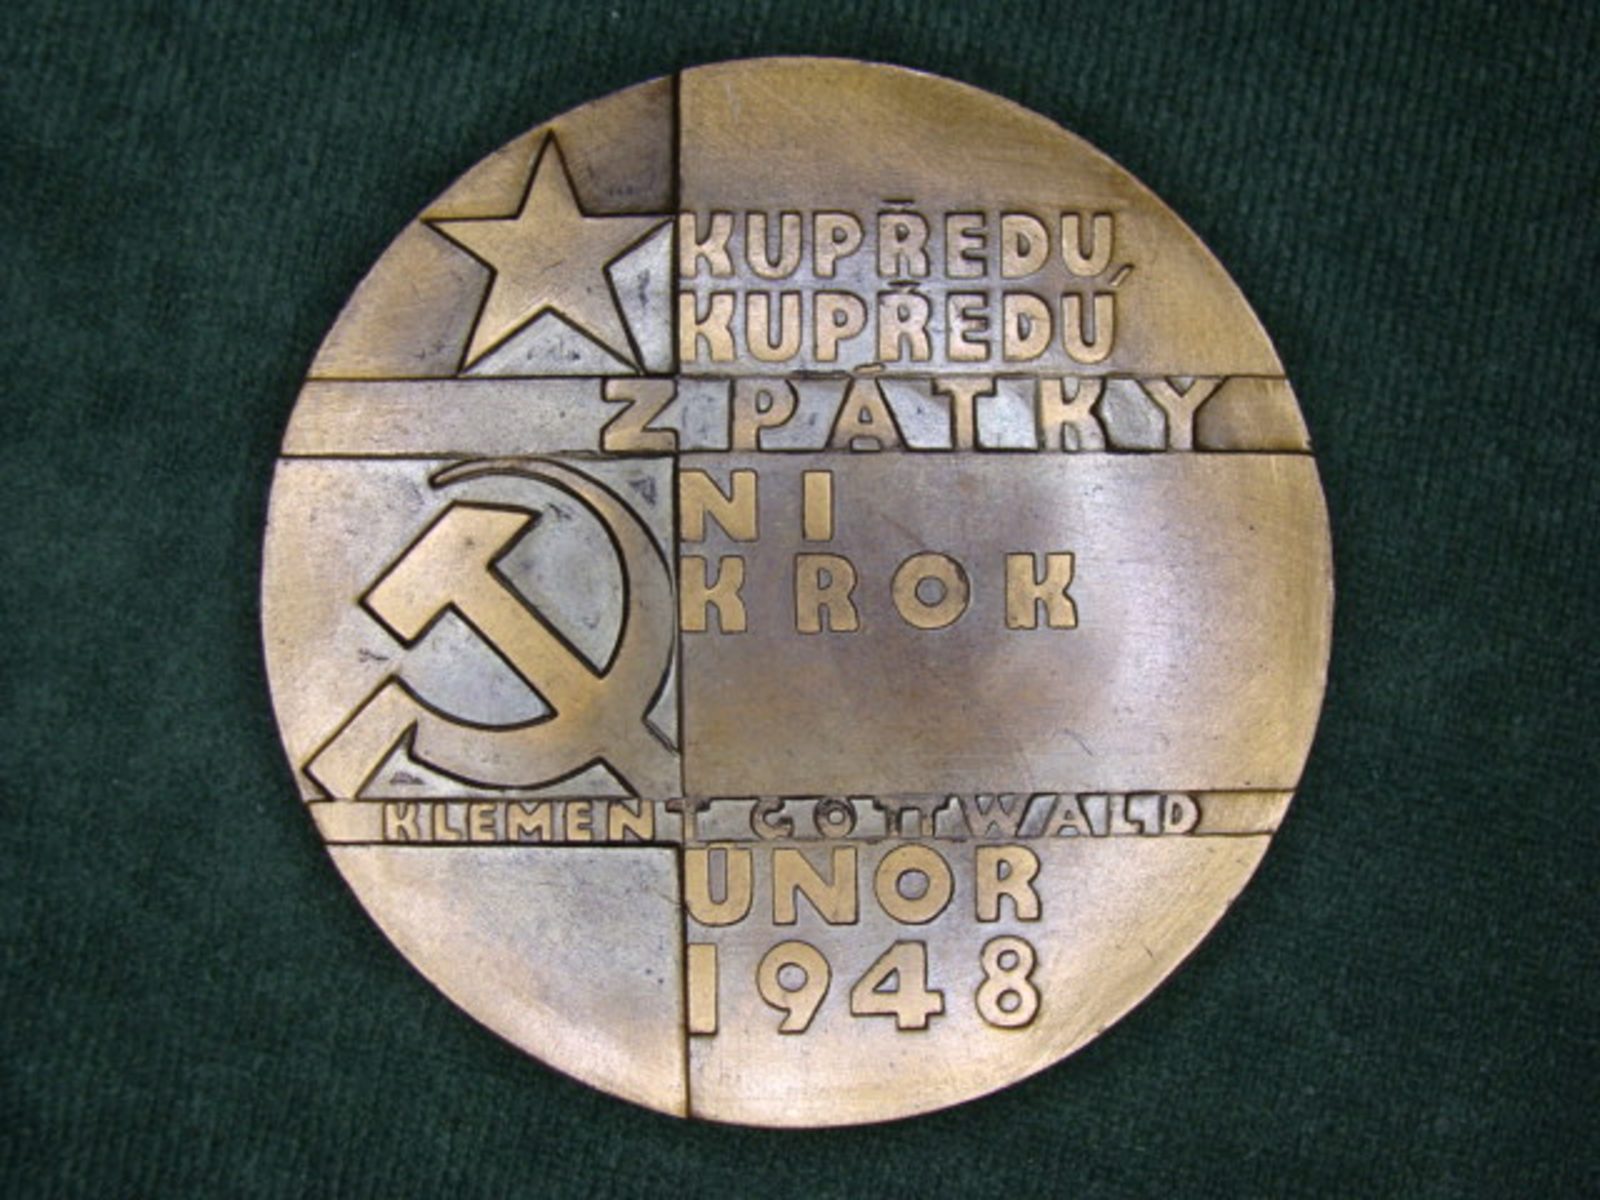 KUPŘEDU,
KUPŘEDU
ZPÁTKY
NI
KROK
KLEMENT GOTTWALD
ÚNOR
1948